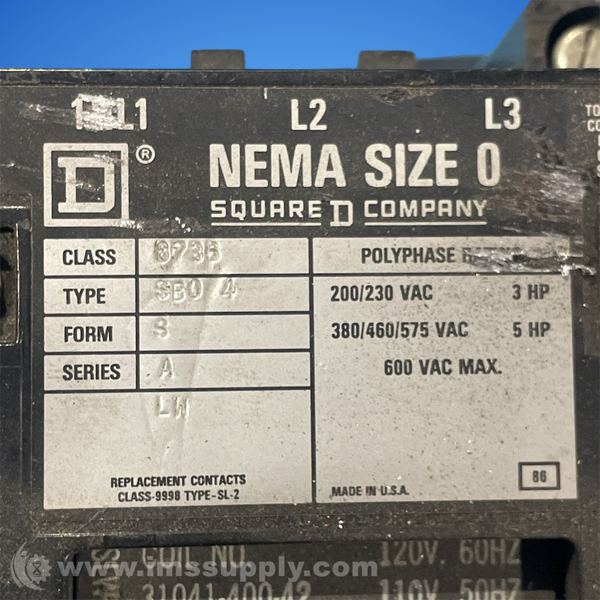 L1 L2 L3
D ®
NEMA SIZE 0
SQUARE D COMPANY
CLASS 8736
TYPE SBO 4
FORM S
SERIES A
LW
REPLACEMENT CONTACTS
CLASS-9998 TYPE-SL-2
POLYPHASE
200/230 VAC 3 HP
380/460/575 VAC 5 HP
600 VAC MAX.
MADE IN U.S.A.
86
COIL NO. 120V. 60HZ
31041-400-42 110V. 50HZ
© www.imssupply.com